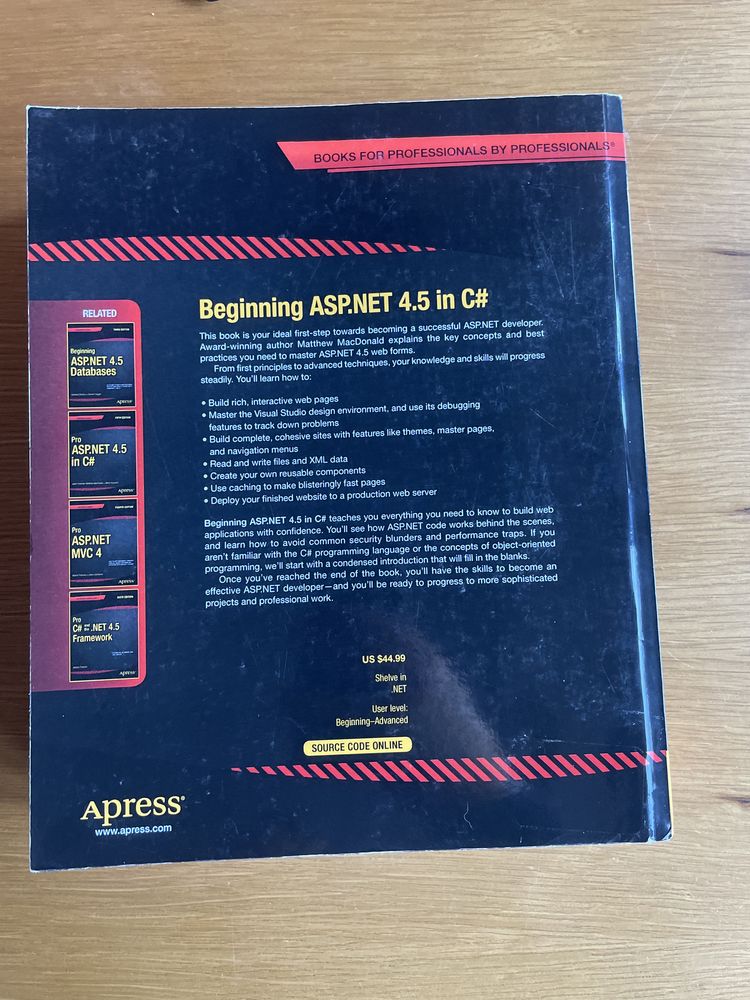 BOOKS FOR PROFESSIONALS BY PROFESSIONALS®
RELATED
THIRD EDITION
Beginning
ASP.NET 4.5
Databases
Apress®
FIFTH EDITION
Pro
ASP.NET 4.5
in C#
Apress®
FOURTH EDITION
Pro
ASP.NET
MVC 4
Apress®
SIXTH EDITION
Pro
C# and the .NET 4.5
Framework
Apress®
Beginning ASP.NET 4.5 in C#
This book is your ideal first-step towards becoming a successful ASP.NET developer.
Award-winning author Matthew MacDonald explains the key concepts and best
practices you need to master ASP.NET 4.5 web forms.
From first principles to advanced techniques, your knowledge and skills will progress
steadily. You'll learn how to:
• Build rich, interactive web pages
• Master the Visual Studio design environment, and use its debugging
features to track down problems
• Build complete, cohesive sites with features like themes, master pages,
and navigation menus
• Read and write files and XML data
• Create your own reusable components
• Use caching to make blisteringly fast pages
• Deploy your finished website to a production web server
Beginning ASP.NET 4.5 in C# teaches you everything you need to know to build web
applications with confidence. You'll see how ASP.NET code works behind the scenes,
and learn how to avoid common security blunders and performance traps. If you
aren't familiar with the C# programming language or the concepts of object-oriented
programming, we'll start with a condensed introduction that will fill in the blanks.
Once you've reached the end of the book, you'll have the skills to become an
effective ASP.NET developer—and you'll be ready to progress to more sophisticated
projects and professional work.
US $44.99
Shelve in
.NET
User level:
Beginning–Advanced
SOURCE CODE ONLINE
Apress®
www.apress.com